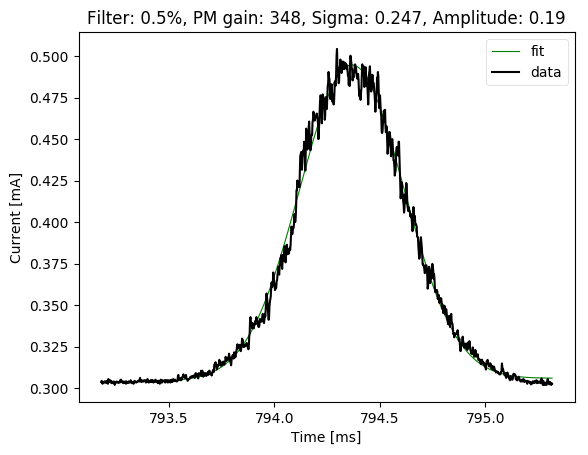 Filter: 0.5%, PM gain: 348, Sigma: 0.247, Amplitude: 0.19
fit
data
0.500
0.475
0.450
0.425
0.400
0.375
0.350
0.325
0.300
Current [mA]
793.5 794.0 794.5 795.0
Time [ms]